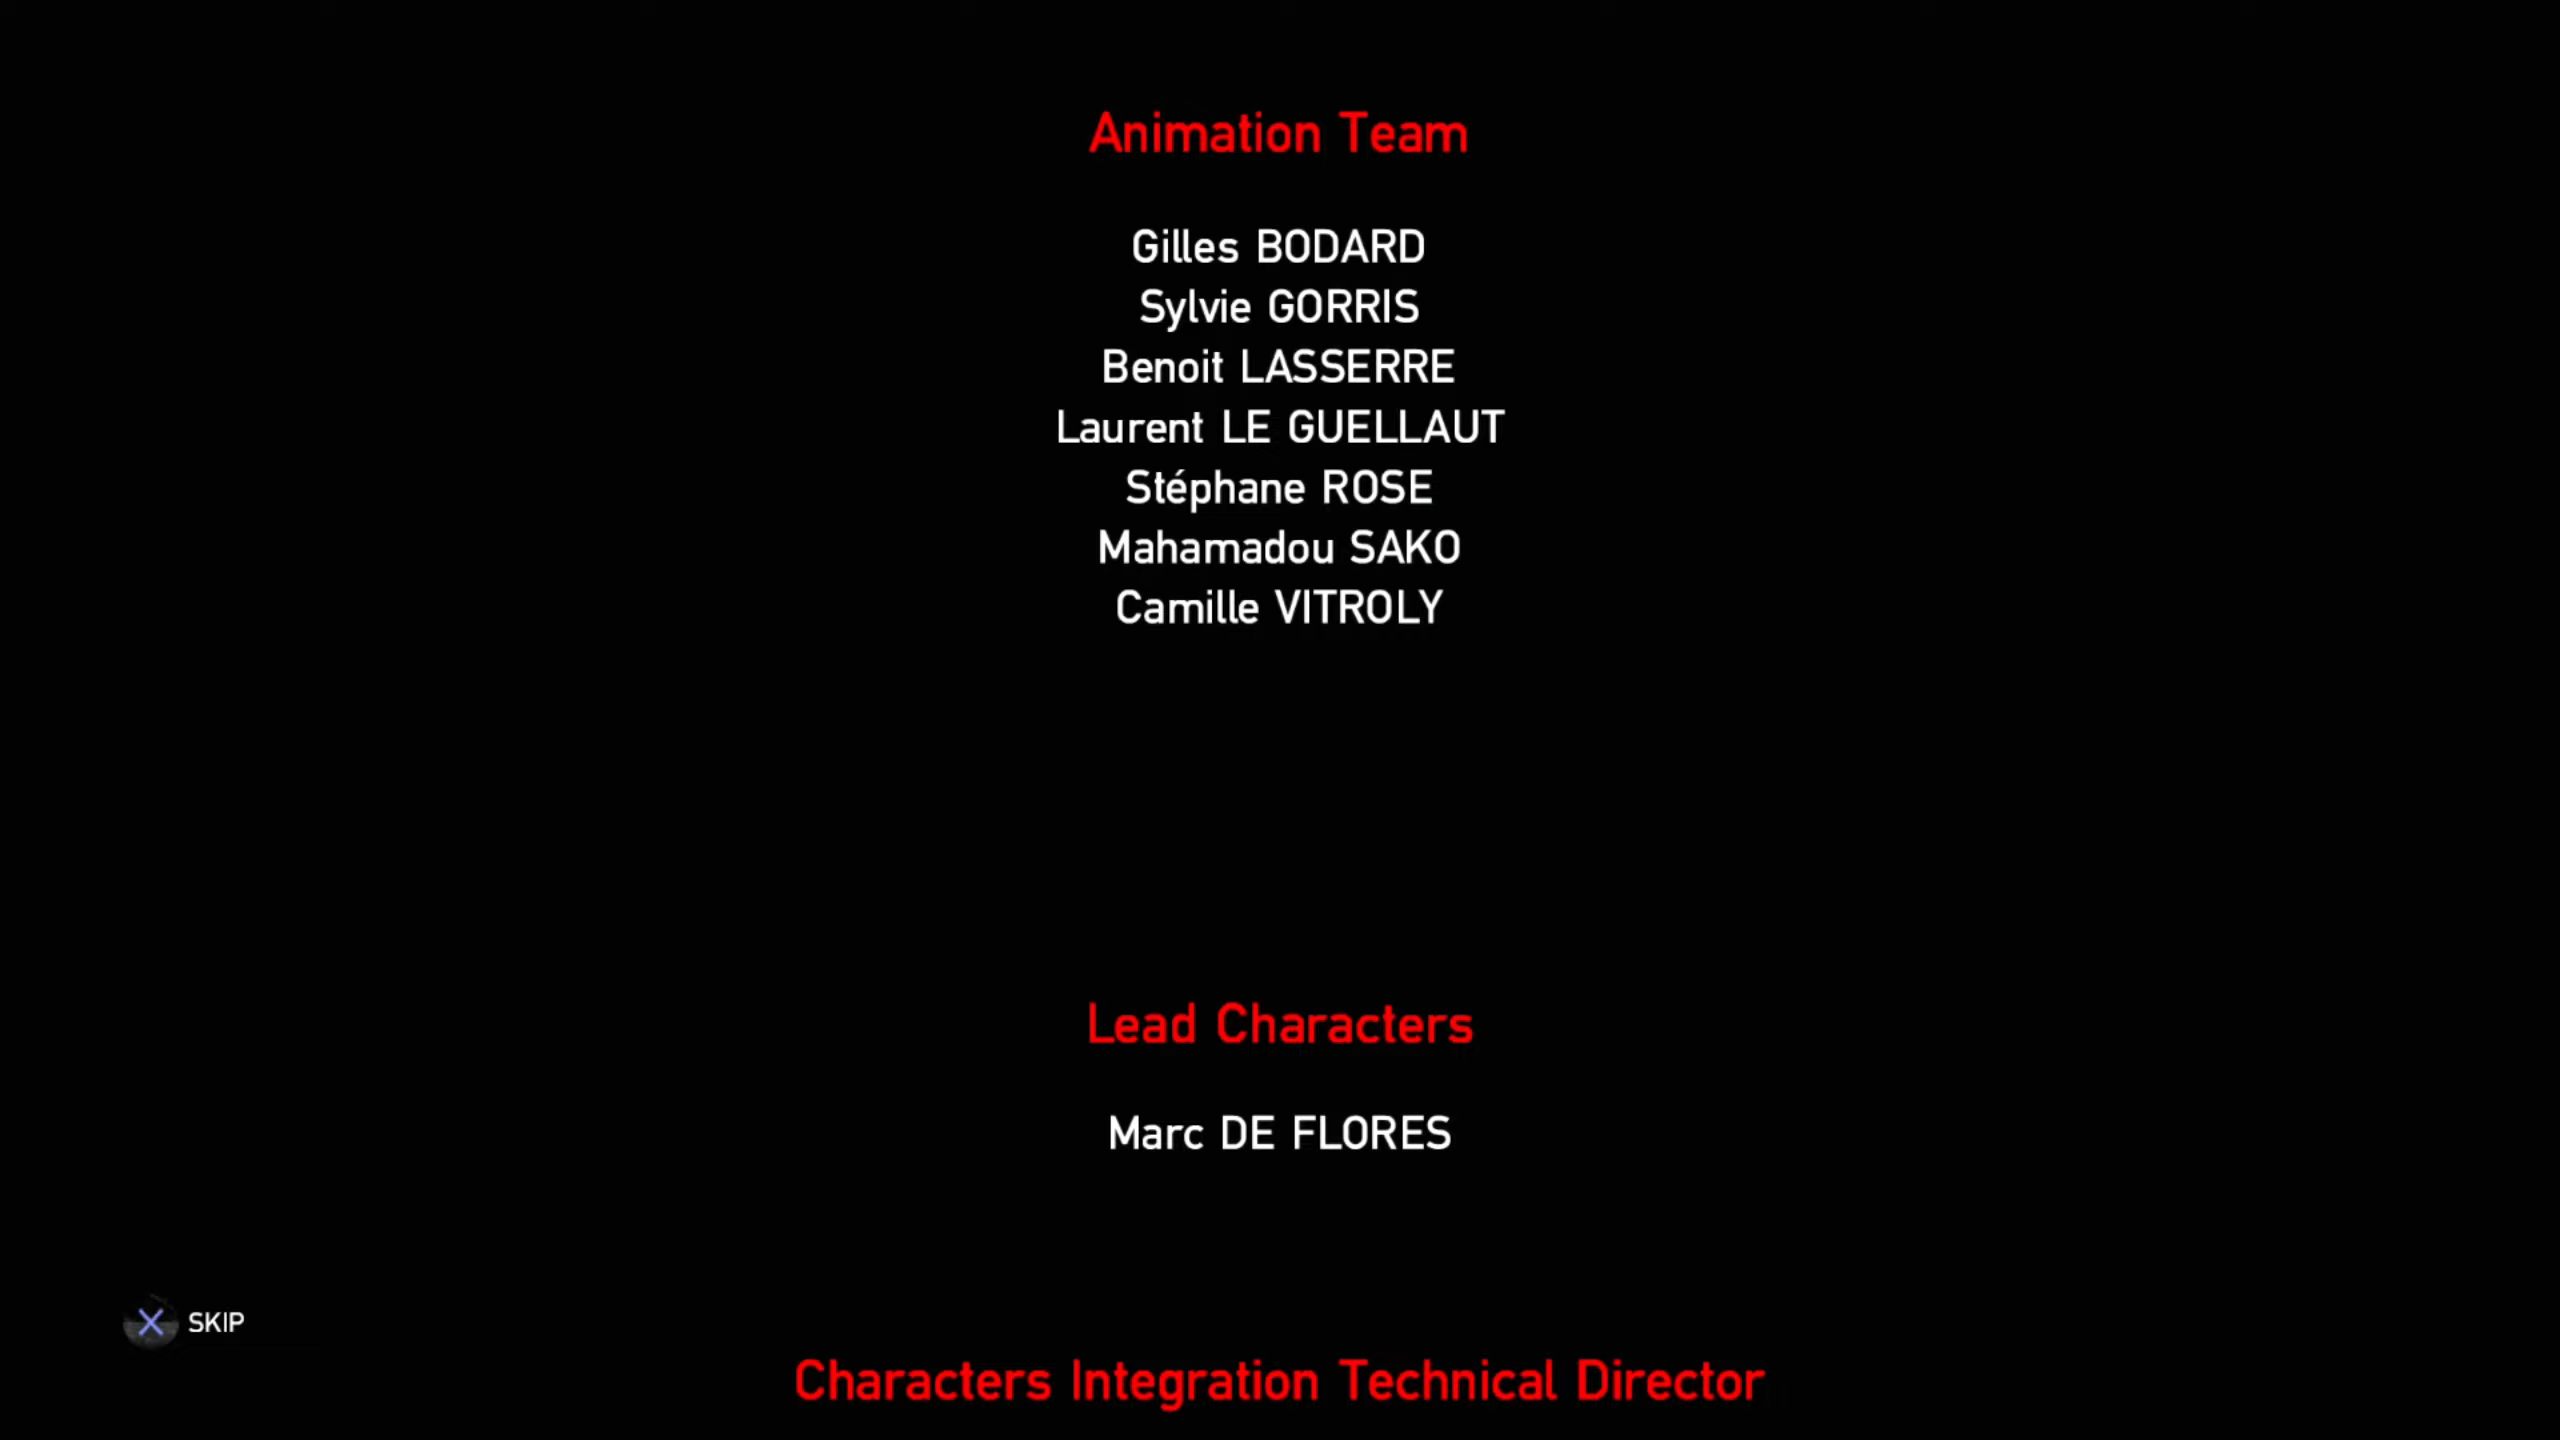 Animation Team
Gilles BODARD
Sylvie GORRIS
Benoit LASSERRE
Laurent LE GUELLAUT
Stéphane ROSE
Mahamadou SAKO
Camille VITROLY
Lead Characters
Marc DE FLORES
SKIP
Characters Integration Technical Director